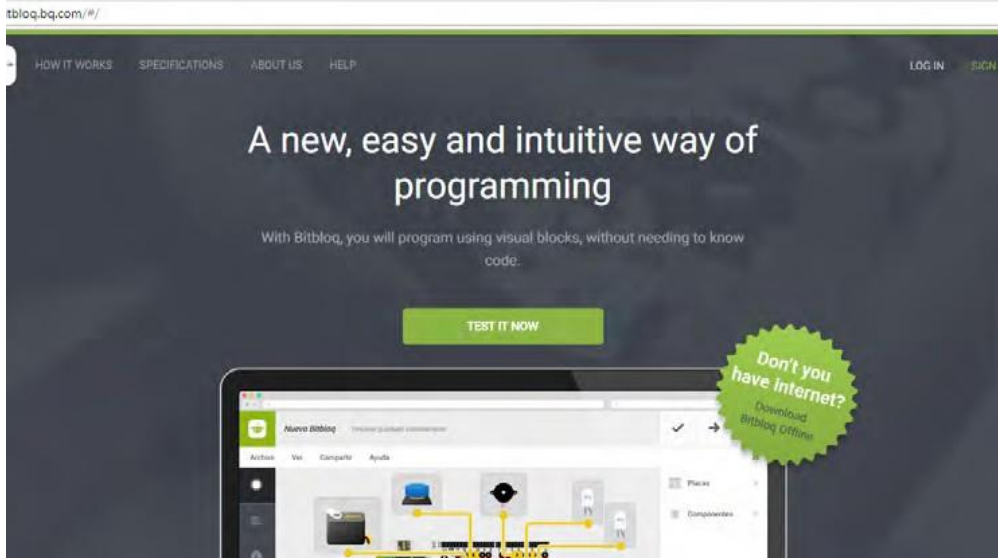 tbloq.bq.com/#/
HOW IT WORKS SPECIFICATIONS ABOUT US HELP LOG IN SIGN
A new, easy and intuitive way of
programming
With Bitbloq, you will program using visual blocks, without needing to know
code.
TEST IT NOW
Don't you
have internet?
Download
Bitbloq Offline
Nuevo Bitbloq
Archivo Ver Compartir Ayuda
Placas
Componentes